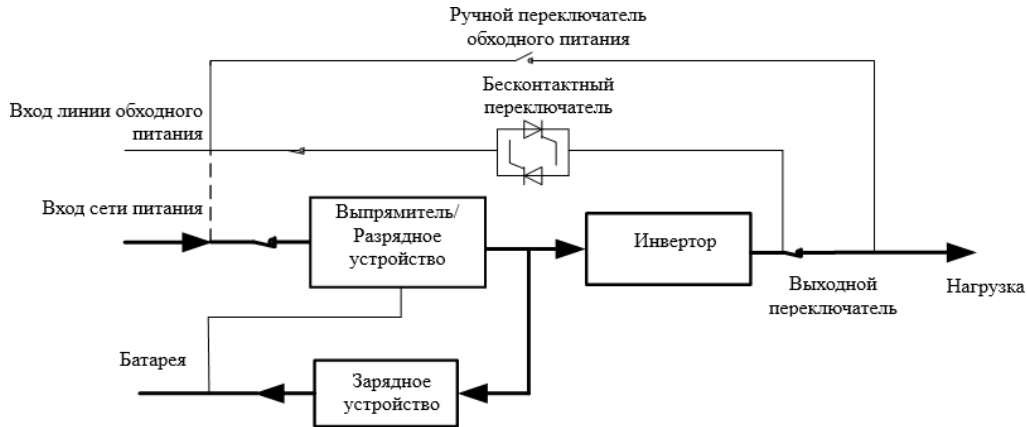 Ручной переключатель
обходного питания
Бесконтактный
переключатель
Вход линии обходного
питания
Вход сети питания
Выпрямитель/
Разрядное
устройство
Инвертор
Выходной
переключатель
Нагрузка
Батарея
Зарядное
устройство